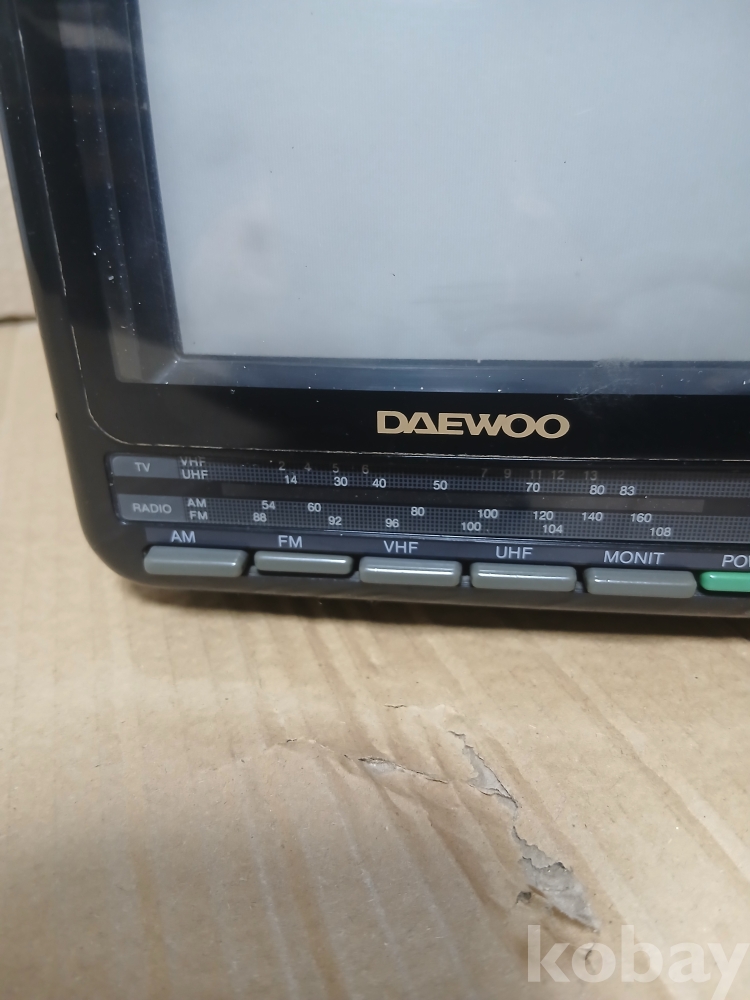 DAEWOO
TV VHF 2 4 5 6 7 9 11 12 13
UHF 14 30 40 50 70 80 83
RADIO AM 54 60 80 100 120 140 160
FM 88 92 96 100 104 108
AM FM VHF UHF MONIT
kobay